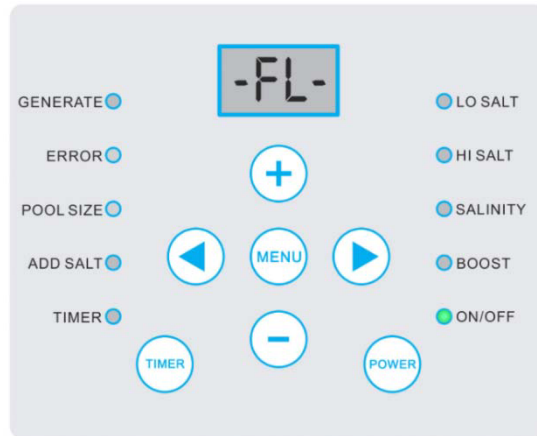 -FL-
GENERATE
LO SALT
ERROR
HI SALT
+
POOL SIZE
SALINITY
ADD SALT
MENU
BOOST
TIMER
ON/OFF
-
TIMER
POWER